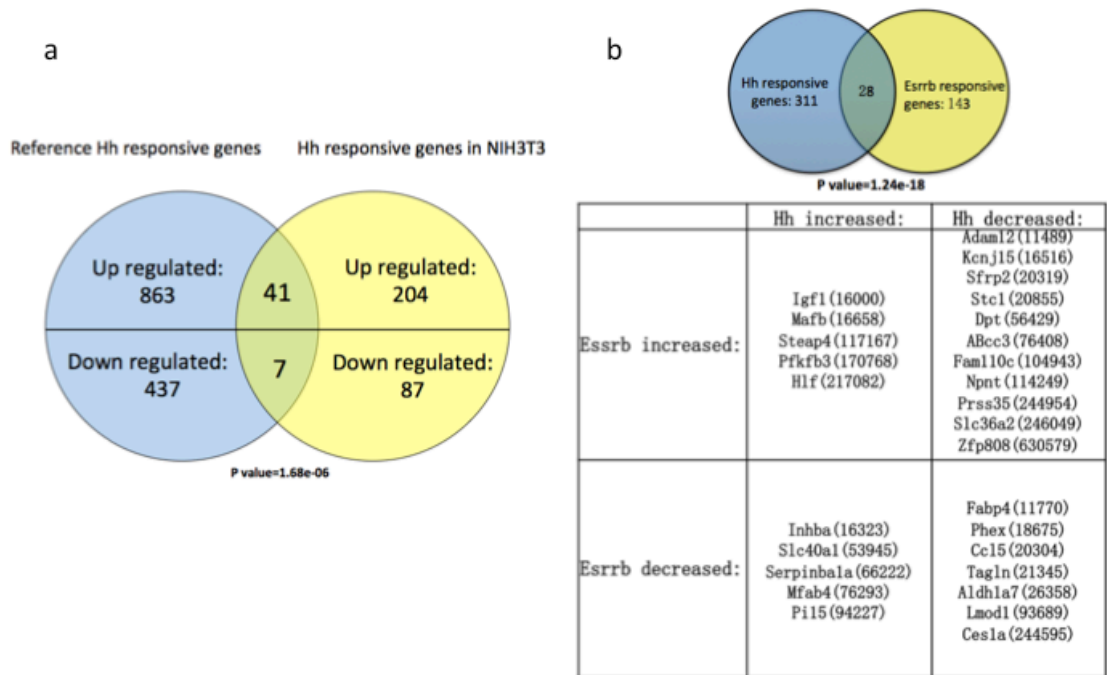 a
Reference Hh responsive genes Hh responsive genes in NIH3T3
Up regulated:
863
41
Up regulated:
204
Down regulated:
437
7
Down regulated:
87
P value=1.68e-06
b
Hh responsive
genes: 311
28
Esrrb responsive
genes: 143
P value=1.24e-18
Hh increased: Hh decreased:
Essrb increased:
Igf1(16000)
Mafb(16658)
Steap4(117167)
Pfkfb3(170768)
Hlf(217082)
Adam12(11489)
Kcnj15(16516)
Sfrp2(20319)
Stc1(20855)
Dpt(56429)
ABcc3(76408)
Fam110c(104943)
Npnt(114249)
Prss35(244954)
Slc36a2(246049)
Zfp808(630579)
Esrrb decreased:
Inhba(16323)
Slc40a1(53945)
Serpinb1a(66222)
Mfab4(76293)
Pi15(94227)
Fabp4(11770)
Phex(18675)
Ccl5(20304)
Tagln(21345)
Aldh1a7(26358)
Lmod1(93689)
Ces1a(244595)